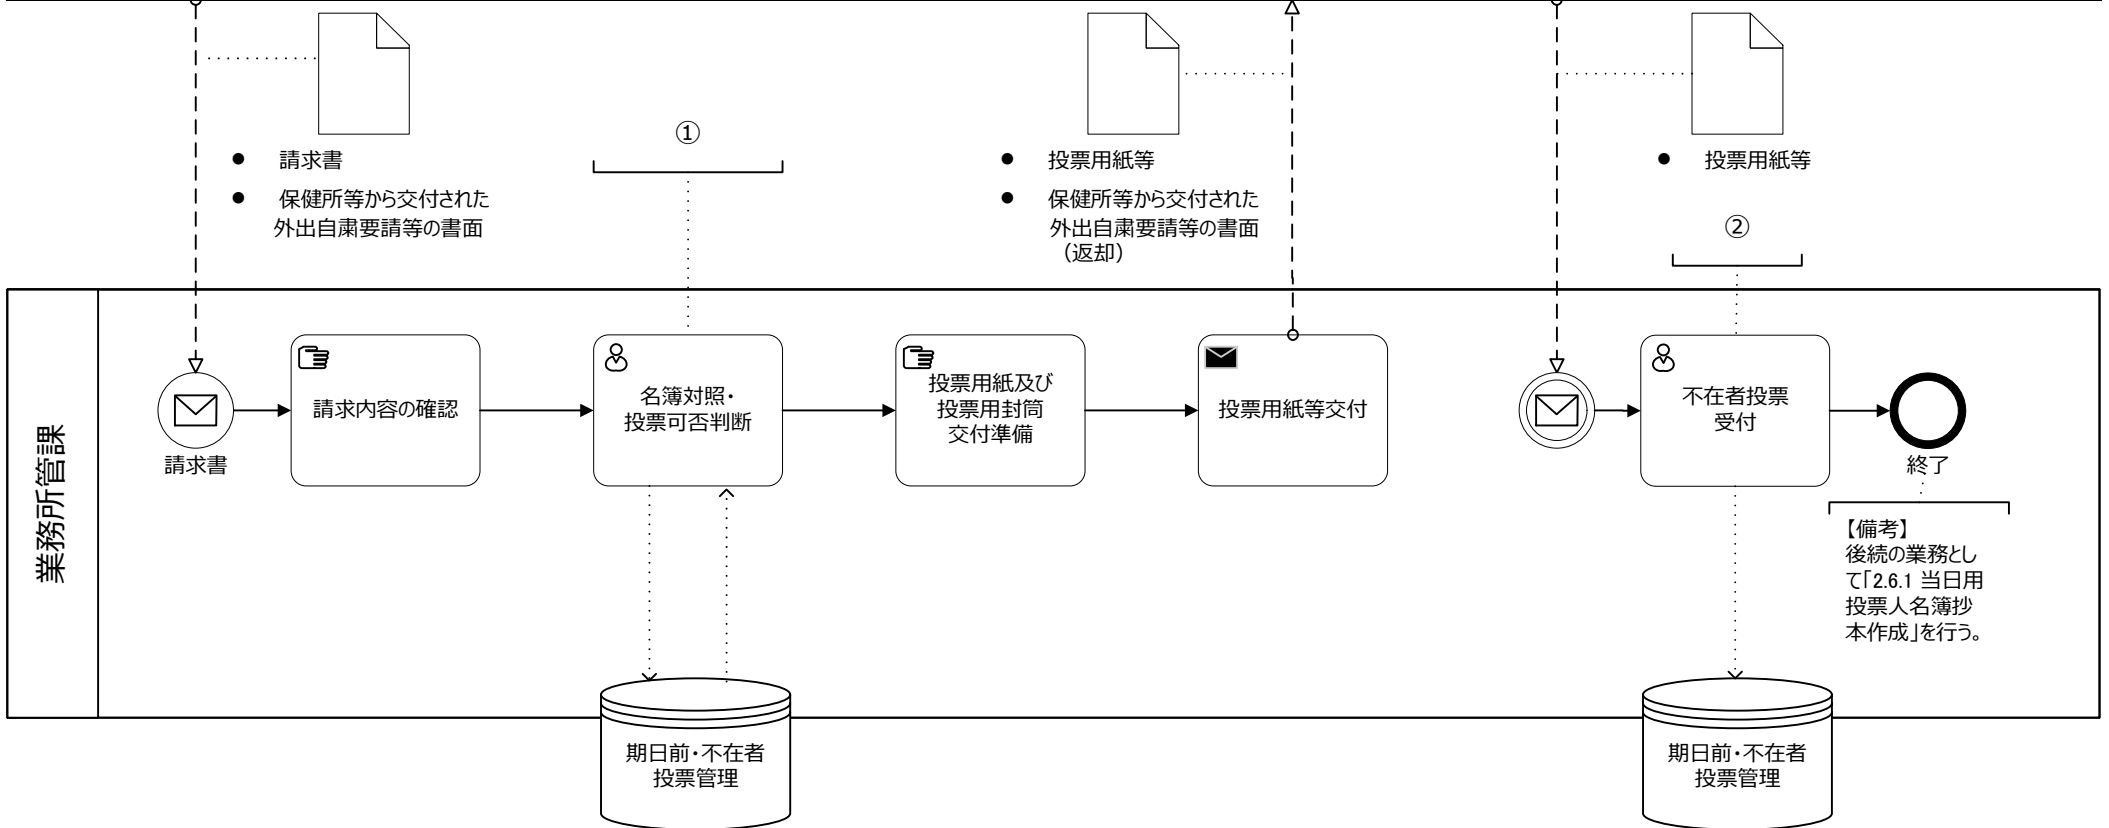 ● 請求書
● 保健所等から交付された
外出自粛要請等の書面
①
● 投票用紙等
● 保健所等から交付された
外出自粛要請等の書面
（返却）
● 投票用紙等
②
業務所管課
請求書
請求内容の確認
名簿対照・
投票可否判断
投票用紙及び
投票用封筒
交付準備
投票用紙等交付
不在者投票
受付
終了
【備考】
後続の業務とし
て「2.6.1 当日用
投票人名簿抄
本作成」を行う。
期日前・不在者
投票管理
期日前・不在者
投票管理